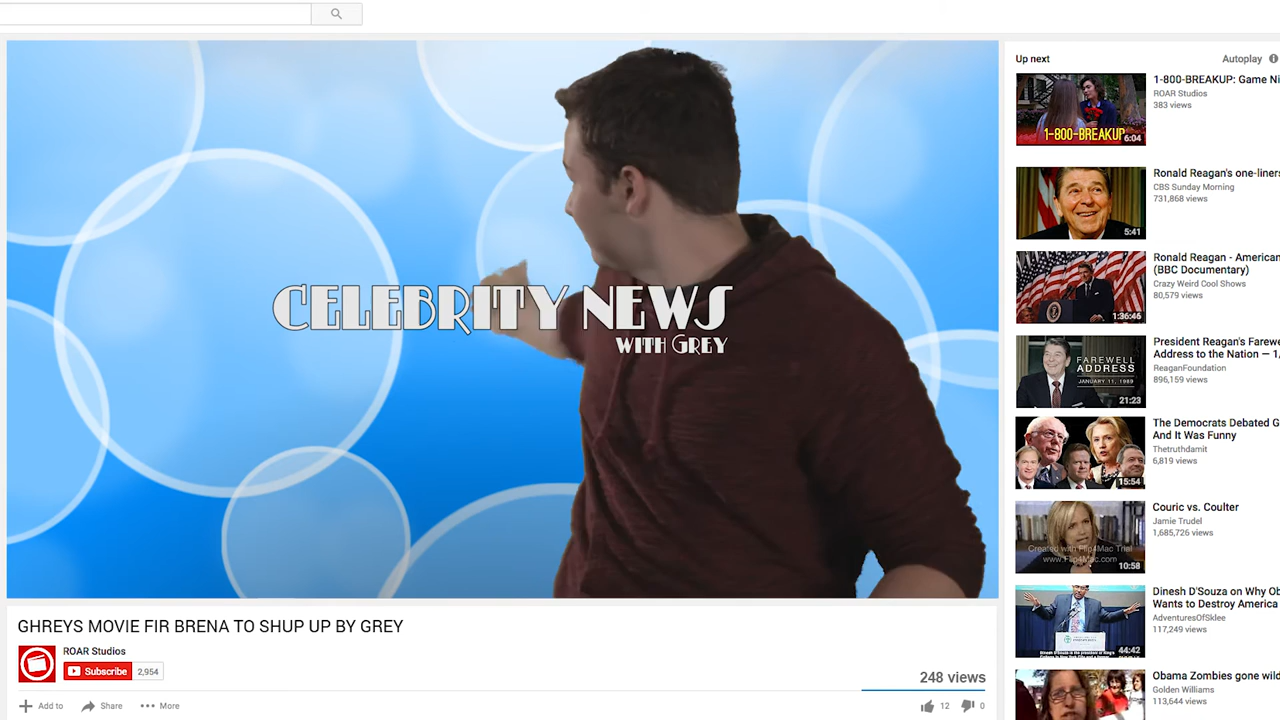 CELEBRITY NEWS
WITH GREY
GHREYS MOVIE FIR BRENA TO SHUP UP BY GREY
ROAR Studios
Subscribe 2,954
248 views
Add to Share More
12 0
Up next Autoplay
1-800-BREAKUP
6:04
1-800-BREAKUP: Game Ni
ROAR Studios
383 views
5:41
Ronald Reagan's one-liners
CBS Sunday Morning
731,868 views
1:36:46
Ronald Reagan - American
(BBC Documentary)
Crazy Weird Cool Shows
80,579 views
FAREWELL
ADDRESS
JANUARY 11, 1989
21:23
President Reagan's Farewe
Address to the Nation — 1/
ReaganFoundation
896,159 views
15:54
The Democrats Debated G
And It Was Funny
Thetruthdamit
6,819 views
Created with Flip4Mac Trial
www.Flip4Mac.com
10:58
Couric vs. Coulter
Jamie Trudel
1,685,726 views
44:42
Dinesh D'Souza on Why Ob
Wants to Destroy America
AdventuresOfSklee
117,249 views
Obama Zombies gone wild
Golden Williams
113,644 views